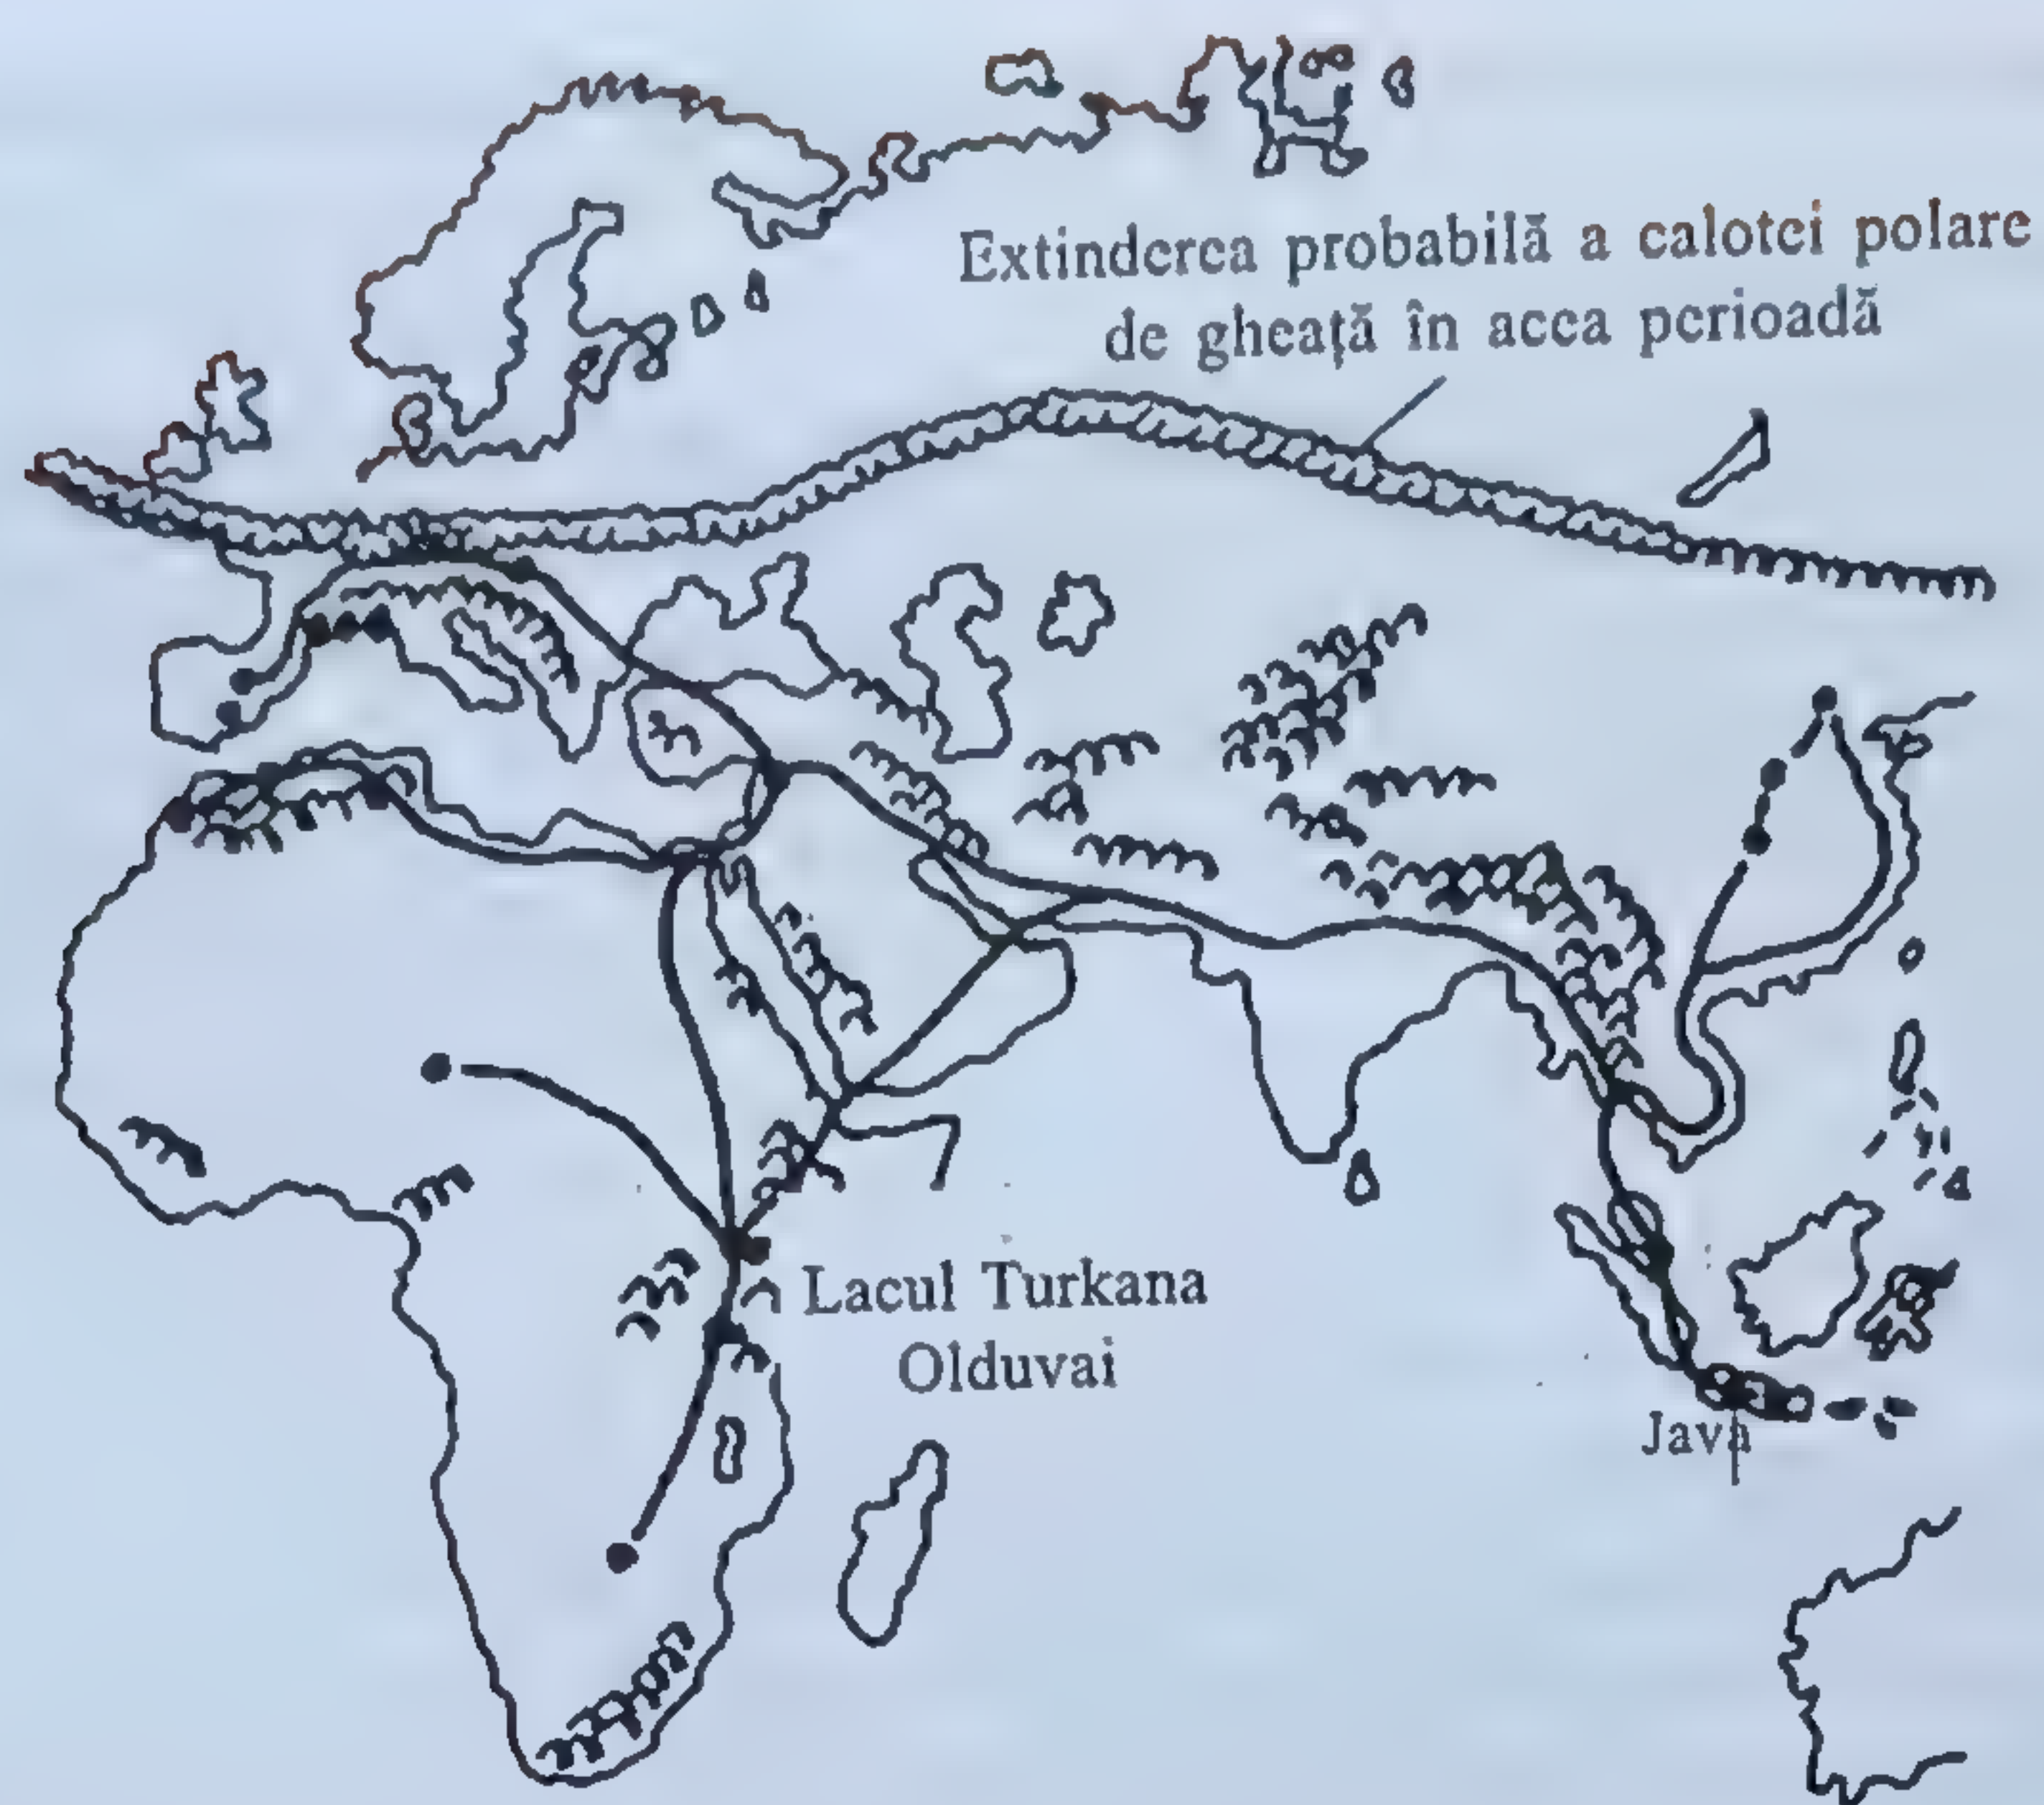 Extinderea probabilă a calotei polare
de gheață în acea perioadă
Lacul Turkana
Olduvai
Java